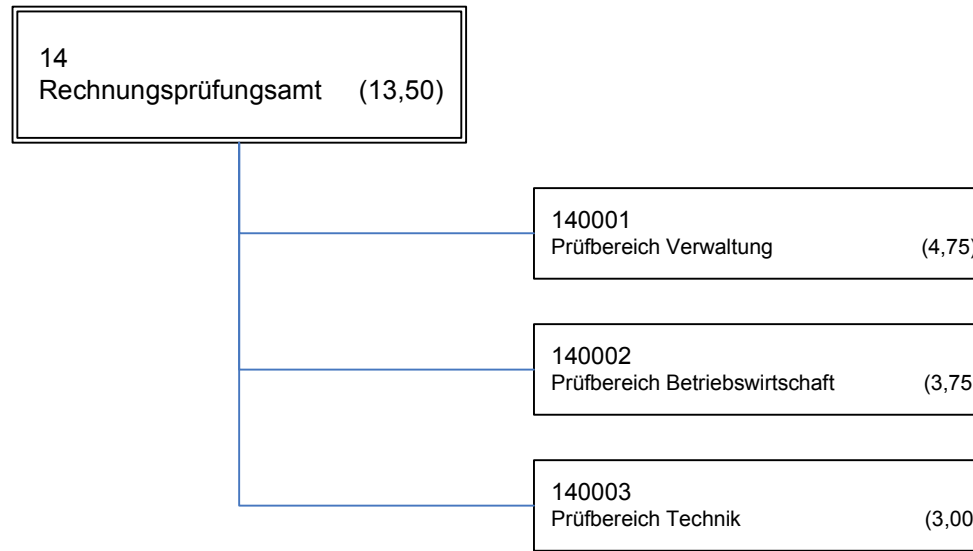 14
Rechnungsprüfungsamt (13,50)
140001
Prüfbereich Verwaltung (4,75)
140002
Prüfbereich Betriebswirtschaft (3,75
140003
Prüfbereich Technik (3,00